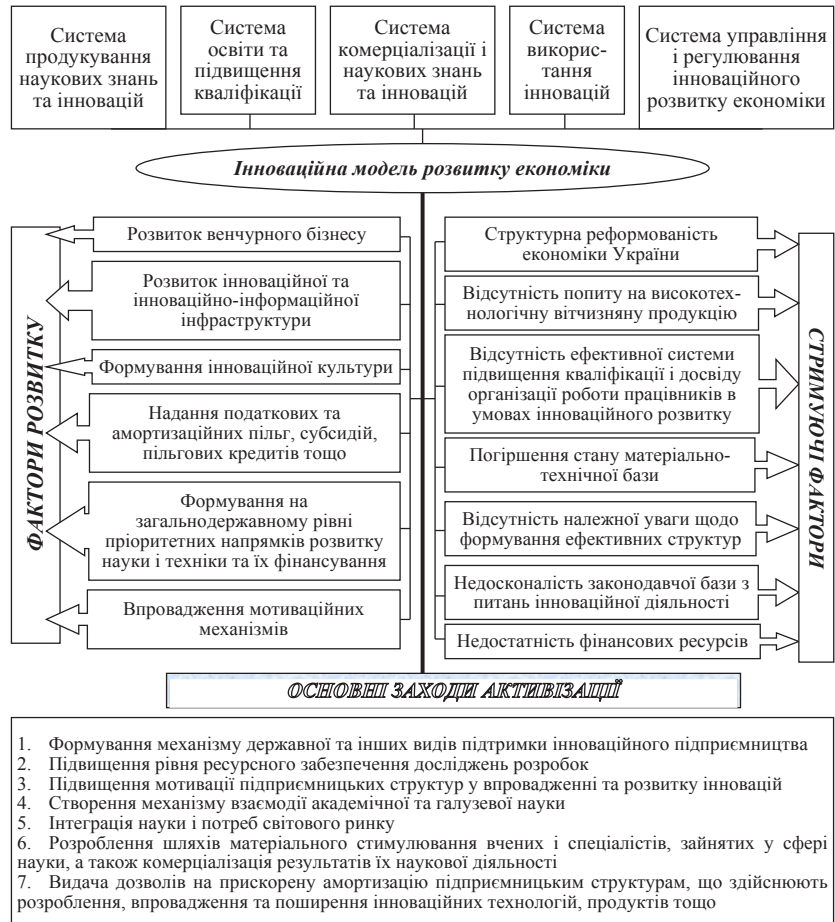 Система
продукування
наукових знань
та інновацій
Система
освіти та
підвищення
кваліфікації
Система
комерціалізації і
наукових знань
та інновацій
Система
викорис-
тання
інновацій
Система управління
і регулювання
інноваційного
розвитку економіки
Інноваційна модель розвитку економіки
ФАКТОРИ РОЗВИТКУ
Розвиток венчурного бізнесу
Розвиток інноваційної та
інноваційно-інформаційної
інфраструктури
Формування інноваційної культури
Надання податкових та
амортизаційних пільг, субсидій,
пільгових кредитів тощо
Формування на
загальнодержавному рівні
пріоритетних напрямків розвитку
науки і техніки та їх фінансування
Впровадження мотиваційних
механізмів
Структурна реформованість
економіки України
Відсутність попиту на високотех-
нологічну вітчизняну продукцію
Відсутність ефективної системи
підвищення кваліфікації і досвіду
організації роботи працівників в
умовах інноваційного розвитку
Погіршення стану матеріально-
технічної бази
Відсутність належної уваги щодо
формування ефективних структур
Недосконалість законодавчої бази з
питань інноваційної діяльності
Недостатність фінансових ресурсів
СТРИМУЮЧІ ФАКТОРИ
ОСНОВНІ ЗАХОДИ АКТИВІЗАЦІЇ
1. Формування механізму державної та інших видів підтримки інноваційного підприємництва
2. Підвищення рівня ресурсного забезпечення досліджень розробок
3. Підвищення мотивації підприємницьких структур у впровадженні та розвитку інновацій
4. Створення механізму взаємодії академічної та галузевої науки
5. Інтеграція науки і потреб світового ринку
6. Розроблення шляхів матеріального стимулювання вчених і спеціалістів, зайнятих у сфері
науки, а також комерціалізація результатів їх наукової діяльності
7. Видача дозволів на прискорену амортизацію підприємницьким структурам, що здійснюють
розроблення, впровадження та поширення інноваційних технологій, продуктів тощо